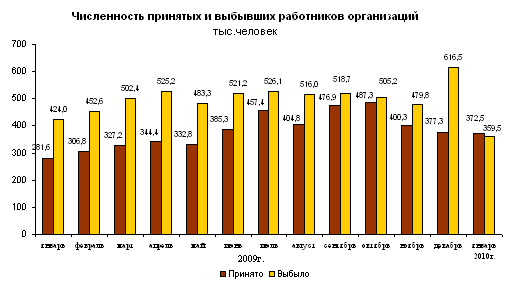 Численность принятых и выбывших работников организаций
тыс.человек
700
600
500
400
300
200
100
0
281,6 424,0 306,8 452,6 327,2 502,4 344,4 525,2 332,8 483,3 385,3 521,2 457,4 526,1 404,8 516,0 476,9 518,7 487,3 505,2 400,3 479,8 377,3 616,5 372,5 359,5
январь февраль март апрель май июнь июль август сентябрь октябрь ноябрь декабрь январь
2010г.
2009г.
Принято Выбыло